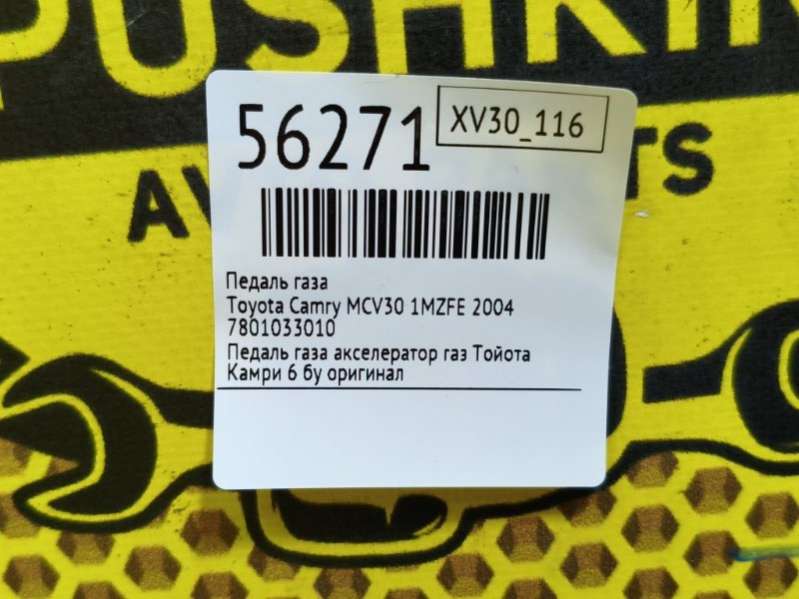 PUSHKIN
56271
XV30_116
Педаль газа
Toyota Camry MCV30 1MZFE 2004
7801033010
Педаль газа акселератор газ Тойота
Камри 6 бу оригинал